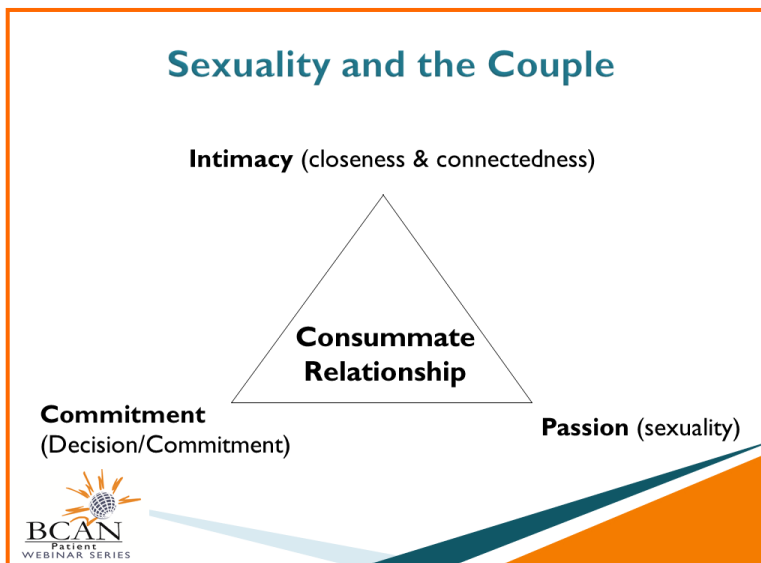 Sexuality and the Couple
Intimacy (closeness & connectedness)
Consummate
Relationship
Commitment
(Decision/Commitment)
Passion (sexuality)
BCAN
Patient
WEBINAR SERIES